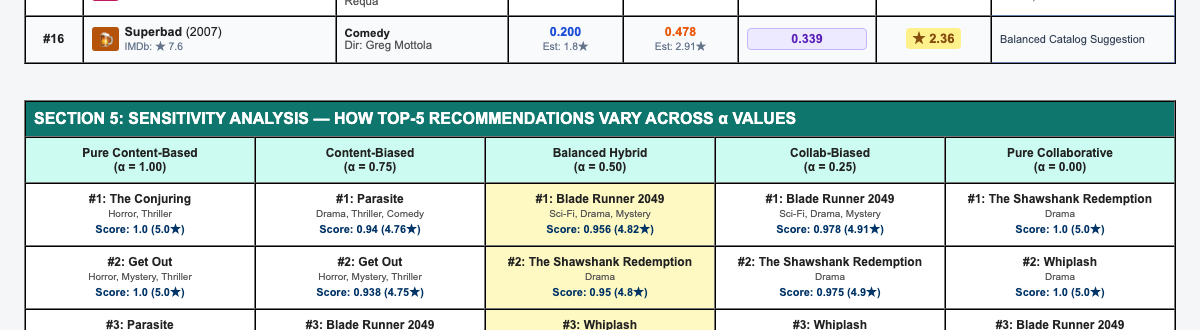 Requa
#16
Superbad (2007)
IMDb: ★ 7.6
Comedy
Dir: Greg Mottola
0.200
Est: 1.8★
0.478
Est: 2.91★
0.339
★ 2.36
Balanced Catalog Suggestion
SECTION 5: SENSITIVITY ANALYSIS — HOW TOP-5 RECOMMENDATIONS VARY ACROSS α VALUES
Pure Content-Based
(α = 1.00)
Content-Biased
(α = 0.75)
Balanced Hybrid
(α = 0.50)
Collab-Biased
(α = 0.25)
Pure Collaborative
(α = 0.00)
#1: The Conjuring
Horror, Thriller
Score: 1.0 (5.0★)
#1: Parasite
Drama, Thriller, Comedy
Score: 0.94 (4.76★)
#1: Blade Runner 2049
Sci-Fi, Drama, Mystery
Score: 0.956 (4.82★)
#1: Blade Runner 2049
Sci-Fi, Drama, Mystery
Score: 0.978 (4.91★)
#1: The Shawshank Redemption
Drama
Score: 1.0 (5.0★)
#2: Get Out
Horror, Mystery, Thriller
Score: 1.0 (5.0★)
#2: Get Out
Horror, Mystery, Thriller
Score: 0.938 (4.75★)
#2: The Shawshank Redemption
Drama
Score: 0.95 (4.8★)
#2: The Shawshank Redemption
Drama
Score: 0.975 (4.9★)
#2: Whiplash
Drama
Score: 1.0 (5.0★)
#3: Parasite
#3: Blade Runner 2049
#3: Whiplash
#3: Whiplash
#3: Blade Runner 2049